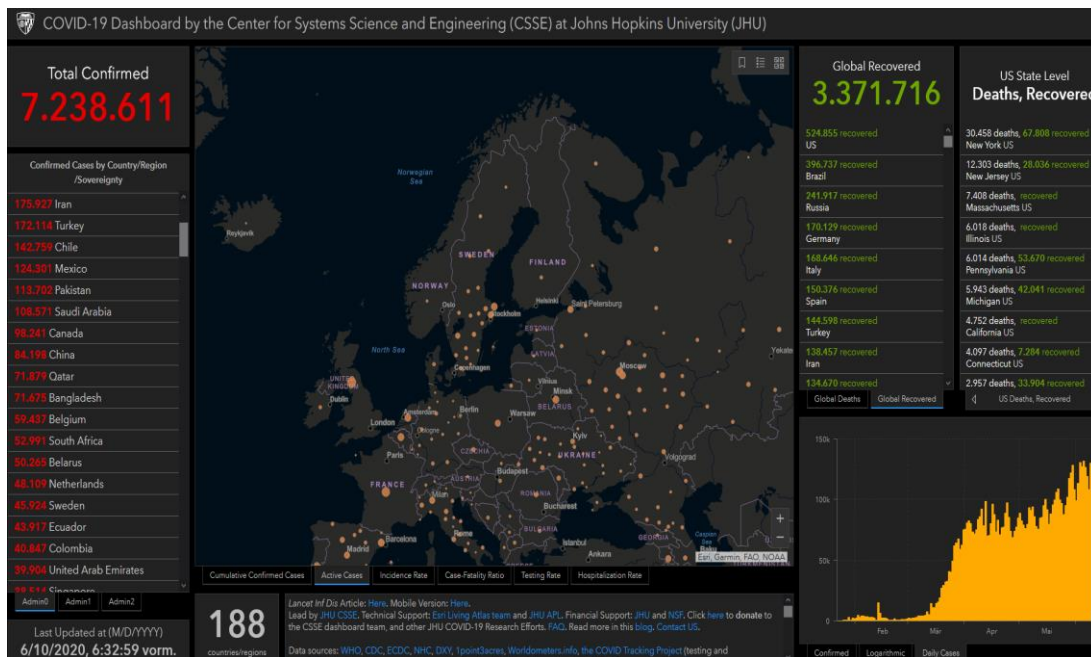 COVID-19 Dashboard by the Center for Systems Science and Engineering (CSSE) at Johns Hopkins University (JHU)
Total Confirmed
7.238.611
Confirmed Cases by Country/Region
/Sovereignty
175.927 Iran
172.114 Turkey
142.759 Chile
124.301 Mexico
113.702 Pakistan
108.571 Saudi Arabia
98.241 Canada
84.198 China
71.879 Qatar
71.675 Bangladesh
59.437 Belgium
52.991 South Africa
50.265 Belarus
48.109 Netherlands
45.924 Sweden
43.917 Ecuador
40.847 Colombia
39.904 United Arab Emirates
38.514 Singapore
Admin0 Admin1 Admin2
Last Updated at (M/D/YYYY)
6/10/2020, 6:32:59 vorm.
Norwegian
Sea
Reykjavik
SWEDEN
FINLAND
NORWAY
Oslo
Helsinki
Saint Petersburg
Stockholm
ESTONIA
North Sea
LATVIA
Yekate
Copenhagen
Moscow
UNITED
KINGDOM
Vilnius
Dublin
Minsk
Amsterdam
Berlin
BELARUS
London
Warsaw
Cologne
Kyiv
Paris
CZECHIA
UKRAINE
Volgograd
Budapest
AUSTRIA
FRANCE
Milan
ROMANIA
Bucharest
Barcelona
BULGARIA
Caspian
Sea
Madrid
Rome
Istanbul
GEORGIA
Baku
Ankara
+
−
Esri, Garmin, FAO, NOAA
Cumulative Confirmed Cases Active Cases Incidence Rate Case-Fatality Ratio Testing Rate Hospitalization Rate
188
countries/regions
Lancet Inf Dis Article: Here. Mobile Version: Here.
Lead by JHU CSSE. Technical Support: Esri Living Atlas team and JHU APL. Financial Support: JHU and NSF. Click here to donate to
the CSSE dashboard team, and other JHU COVID-19 Research Efforts. FAQ. Read more in this blog. Contact US.
Data sources: WHO, CDC, ECDC, NHC, DXY, 1point3acres, Worldometers.info, the COVID Tracking Project (testing and
Global Recovered
3.371.716
524.855 recovered
US
396.737 recovered
Brazil
241.917 recovered
Russia
170.129 recovered
Germany
168.646 recovered
Italy
150.376 recovered
Spain
144.598 recovered
Turkey
138.457 recovered
Iran
134.670 recovered
Global Deaths Global Recovered
US State Level
Deaths, Recovered
30.458 deaths, 67.808 recovered
New York US
12.303 deaths, 28.036 recovered
New Jersey US
7.408 deaths, recovered
Massachusetts US
6.018 deaths, recovered
Illinois US
6.014 deaths, 53.670 recovered
Pennsylvania US
5.943 deaths, 42.041 recovered
Michigan US
4.752 deaths, recovered
California US
4.097 deaths, 7.284 recovered
Connecticut US
2.957 deaths, 33.904 recovered
US Deaths, Recovered
150k
100k
50k
0
Feb Mär Apr Mai
Confirmed Logarithmic Daily Cases